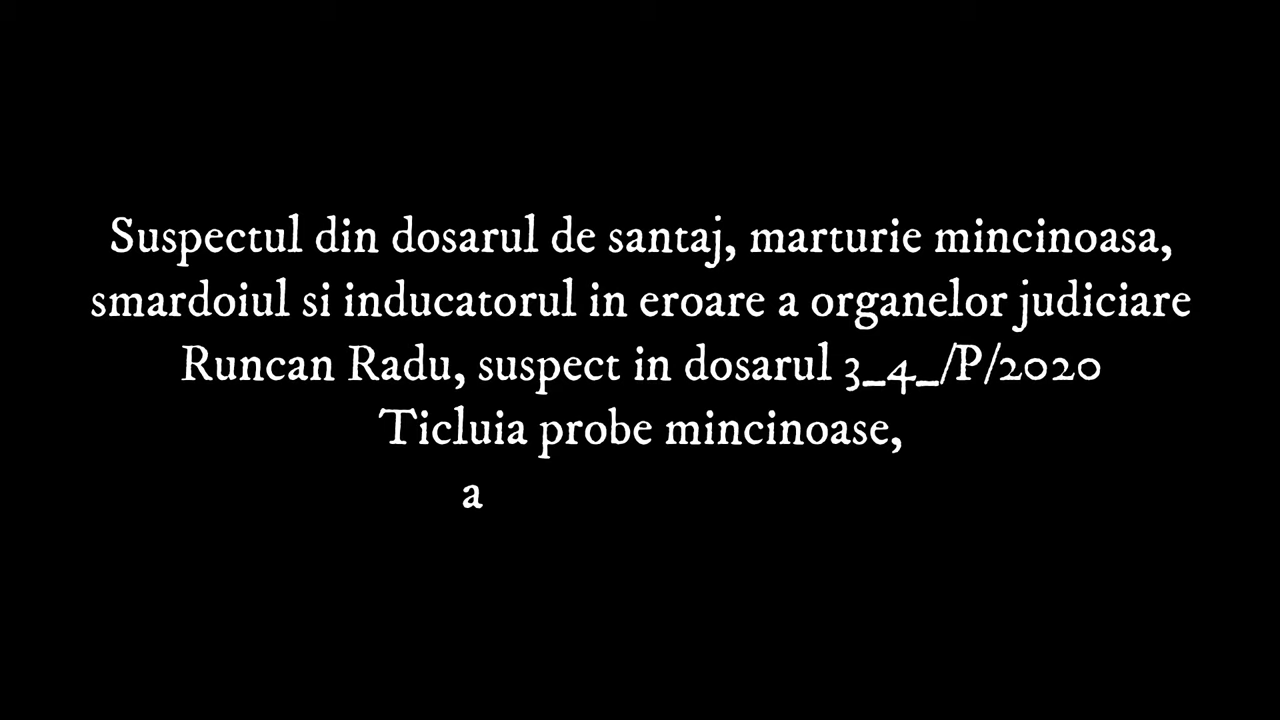 Suspectul din dosarul de santaj, marturie mincinoasa,
smardoiul si inducatorul in eroare a organelor judiciare
Runcan Radu, suspect in dosarul 3_4_/P/2020
Ticluia probe mincinoase,
a